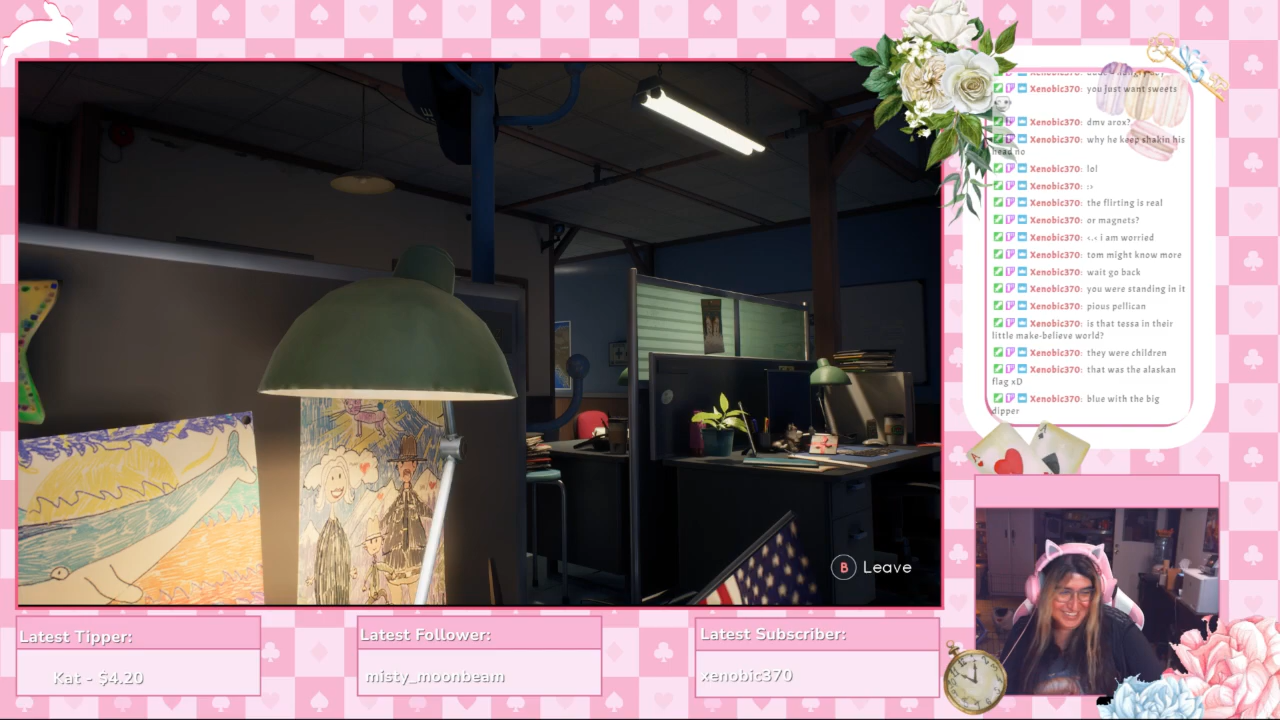 Xenobic370: you just want sweets
Xenobic370: dmv arox?
Xenobic370: why he keep shakin his
head no
Xenobic370: lol
Xenobic370: :>
Xenobic370: the flirting is real
Xenobic370: or magnets?
Xenobic370: <.< i am worried
Xenobic370: tom might know more
Xenobic370: wait go back
Xenobic370: you were standing in it
Xenobic370: pious pellican
Xenobic370: is that tessa in their
little make-believe world?
Xenobic370: they were children
Xenobic370: that was the alaskan
flag xD
Xenobic370: blue with the big
dipper
B Leave
Latest Tipper:
Kat - $4.20
Latest Follower:
misty_moonbeam
Latest Subscriber:
xenobic370